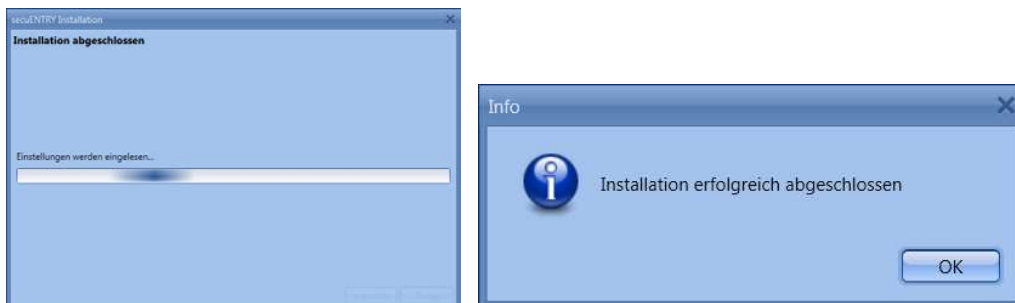 secuENTRY Installation
Installation abgeschlossen
Einstellungen werden eingelesen...
Info
Installation erfolgreich abgeschlossen
OK